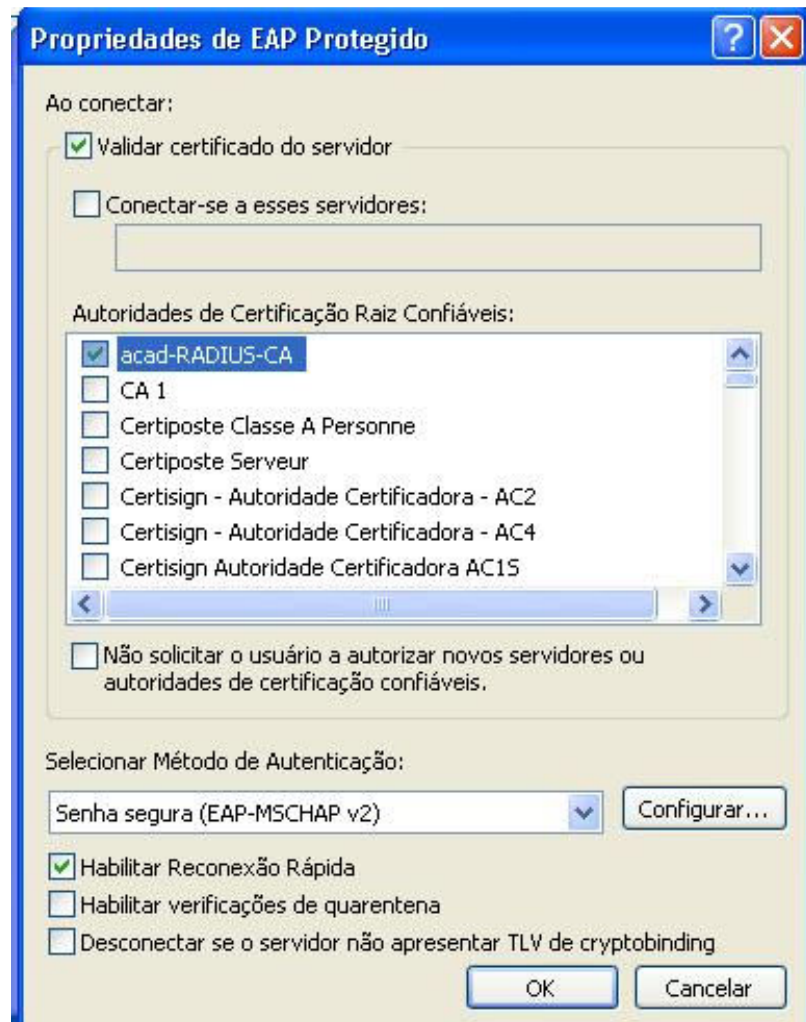 Propriedades de EAP Protegido
Ao conectar:
Validar certificado do servidor
Conectar-se a esses servidores:
Autoridades de Certificação Raiz Confiáveis:
acad-RADIUS-CA
CA 1
Certiposte Classe A Personne
Certiposte Serveur
Certisign - Autoridade Certificadora - AC2
Certisign - Autoridade Certificadora - AC4
Certisign Autoridade Certificadora AC1S
Não solicitar o usuário a autorizar novos servidores ou
autoridades de certificação confiáveis.
Selecionar Método de Autenticação:
Senha segura (EAP-MSCHAP v2)
Configurar...
Habilitar Reconexão Rápida
Habilitar verificações de quarentena
Desconectar se o servidor não apresentar TLV de cryptobinding
OK
Cancelar